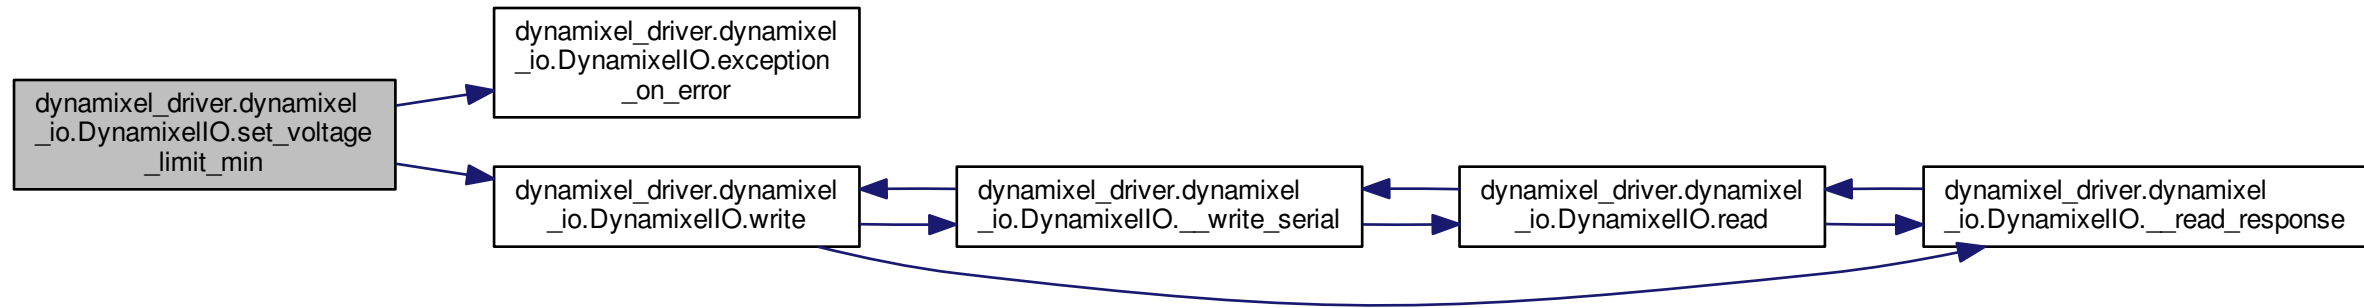 dynamixel_driver.dynamixel
_io.DynamixelIO.set_voltage
_limit_min
dynamixel_driver.dynamixel
_io.DynamixelIO.exception
_on_error
dynamixel_driver.dynamixel
_io.DynamixelIO.write
dynamixel_driver.dynamixel
_io.DynamixelIO.__write_serial
dynamixel_driver.dynamixel
_io.DynamixelIO.read
dynamixel_driver.dynamixel
_io.DynamixelIO.__read_response